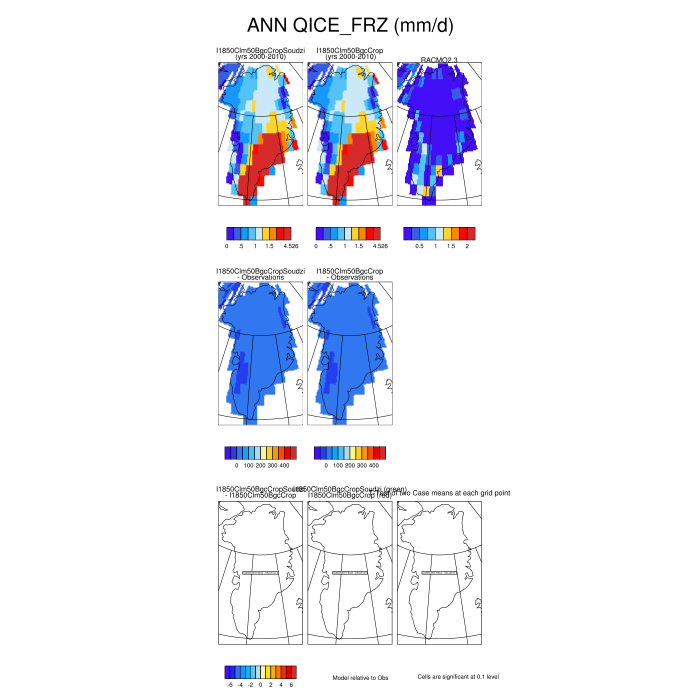 ANN QICE_FRZ (mm/d)
I1850Clm50BgcCropSoudzi
(yrs 2000-2010)
I1850Clm50BgcCrop
(yrs 2000-2010)
RACMO2.3
0 .5 1 1.5 4.526
0 .5 1 1.5 4.526
0.5 1 1.5 2
I1850Clm50BgcCropSoudzi
- Observations
I1850Clm50BgcCrop
- Observations
0 100 200 300 400
0 100 200 300 400
- I1850Clm50BgcCrop
I1850Clm50BgcCropSoudzi (green)
I1850Clm50BgcCrop (red)
of two Case means at each grid point
-6 -4 -2 0 2 4 6
Model relative to Obs
Cells are significant at 0.1 level